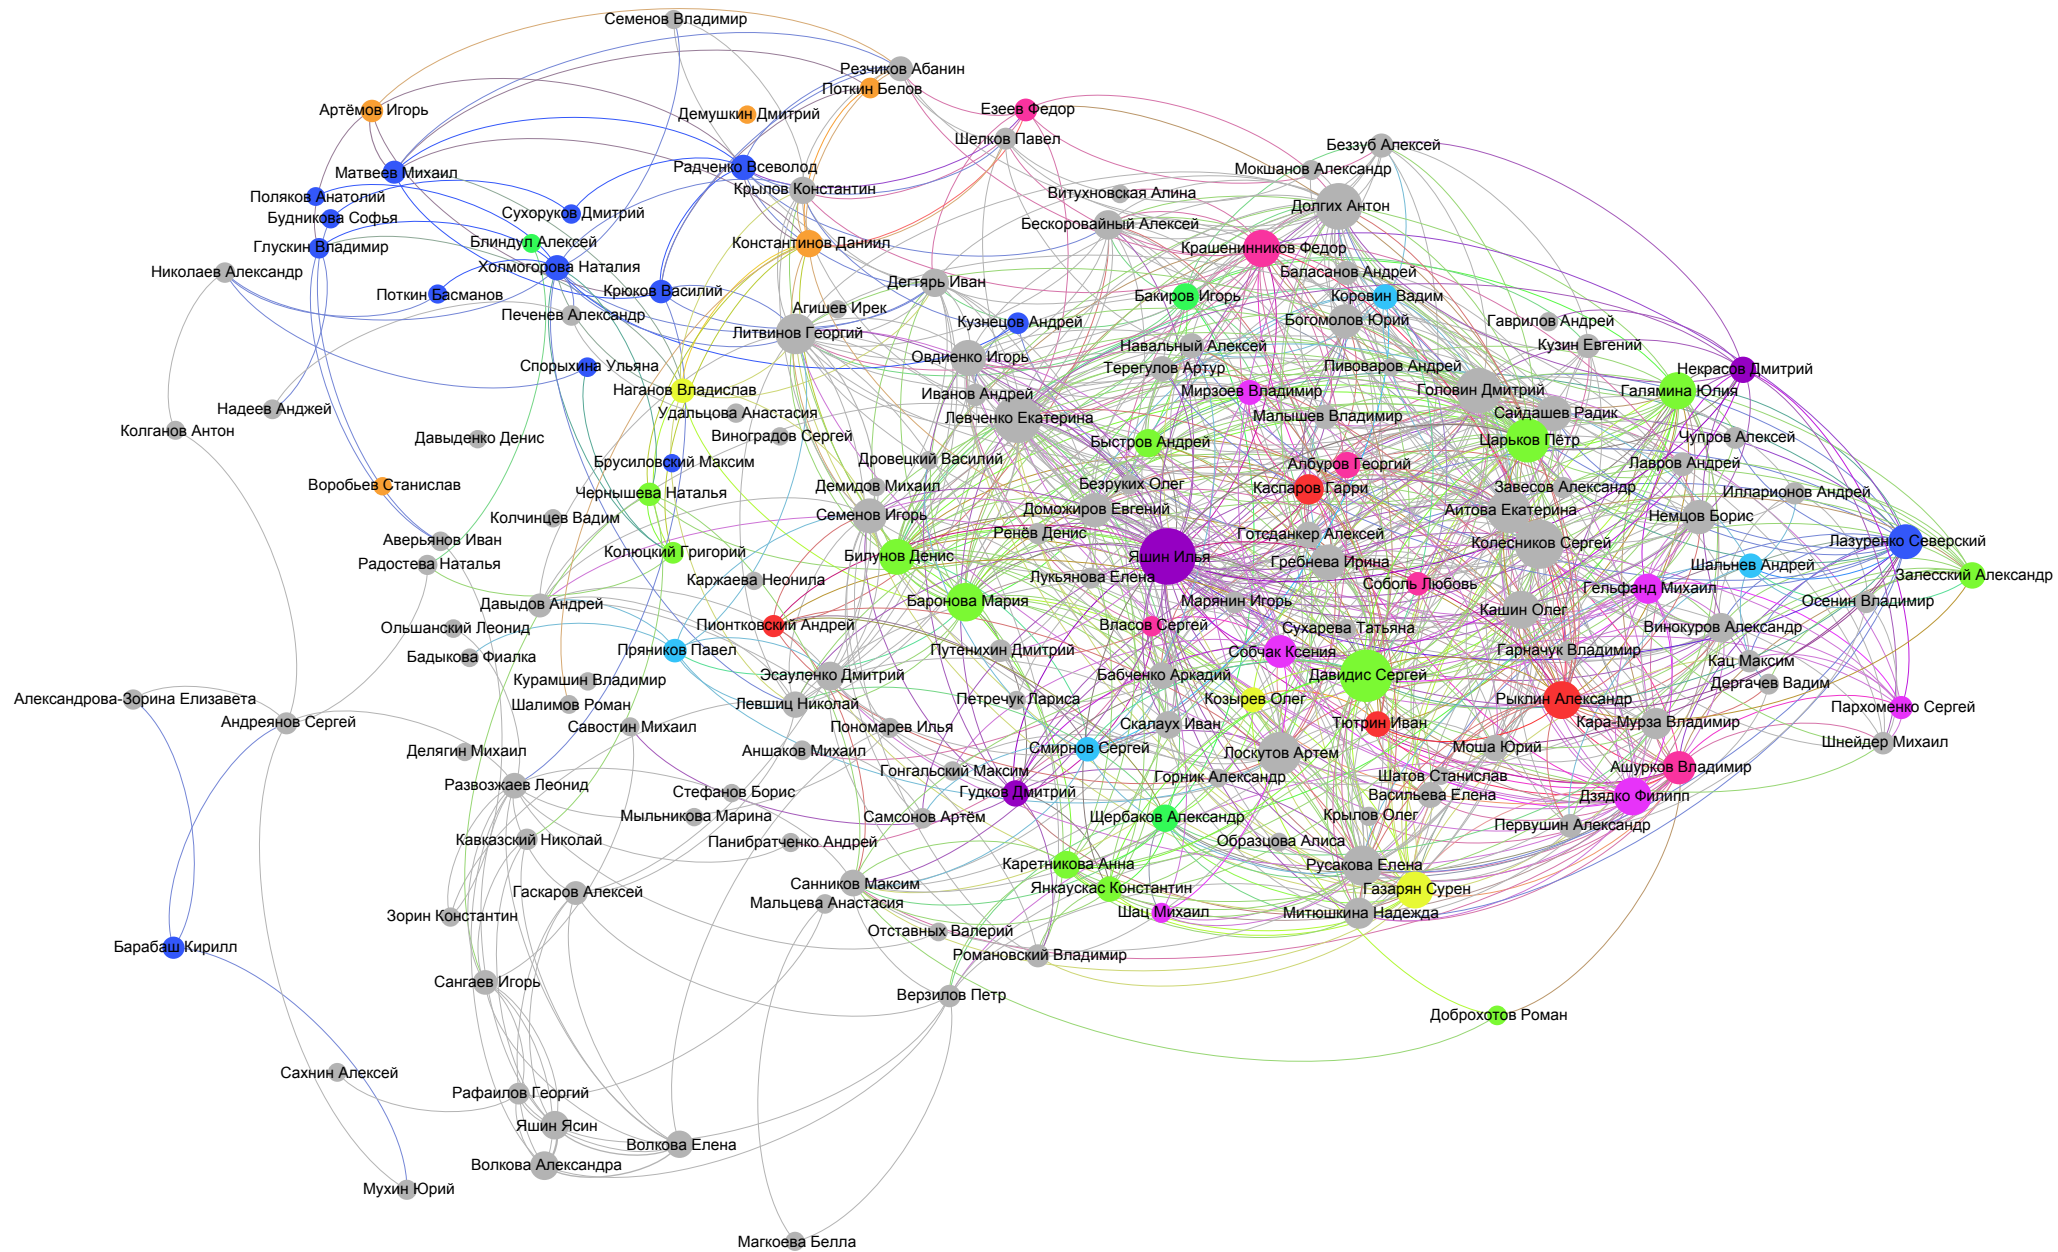 Семенов Владимир
Резчиков Абанин
Поткин Белов
Артёмов Игорь
Демушкин Дмитрий
Езеев Федор
Шелков Павел
Беззуб Алексей
Матвеев Михаил
Радченко Всеволод
Мокшанов Александр
Крылов Константин
Витухновская Алина
Поляков Анатолий
Долгих Антон
Будникова Софья
Сухоруков Дмитрий
Бескоровайный Алексей
Блиндул Алексей
Константинов Даниил
Крашенинников Федор
Глускин Владимир
Николаев Александр
Холмогорова Наталия
Баласанов Андрей
Дегтярь Иван
Поткин Басманов
Крюков Василий
Бакиров Игорь
Коровин Вадим
Агишев Ирек
Печенев Александр
Кузнецов Андрей
Богомолов Юрий
Гаврилов Андрей
Литвинов Георгий
Навальный Алексей
Кузин Евгений
Овдиенко Игорь
Спорыхина Ульяна
Терегулов Артур
Пивоваров Андрей
Некрасов Дмитрий
Наганов Владислав
Иванов Андрей
Мирзоев Владимир
Головин Дмитрий
Галямина Юлия
Надеев Анджей
Удальцова Анастасия
Левченко Екатерина
Малышев Владимир
Сайдашев Радик
Колганов Антон
Давыденко Денис
Виноградов Сергей
Быстров Андрей
Царьков Пётр
Чупров Алексей
Дровецкий Василий
Брусиловский Максим
Албуров Георгий
Лавров Андрей
Воробьев Станислав
Чернышева Наталья
Демидов Михаил
Безруких Олег
Каспаров Гарри
Завесов Александр
Илларионов Андрей
Колчинцев Вадим
Семенов Игорь
Доможиров Евгений
Аитова Екатерина
Немцов Борис
Аверьянов Иван
Колюцкий Григорий
Билунов Денис
Ренёв Денис
Готсданкер Алексей
Колесников Сергей
Лазуренко Северский
Радостева Наталья
Яшин Илья
Гребнева Ирина
Шальнев Андрей
Каржаева Неонила
Лукьянова Елена
Соболь Любовь
Гельфанд Михаил
Залесский Александр
Давыдов Андрей
Баронова Мария
Марянин Игорь
Кашин Олег
Осенин Владимир
Ольшанский Леонид
Пионтковский Андрей
Власов Сергей
Сухарева Татьяна
Винокуров Александр
Бадыкова Фиалка
Пряников Павел
Путенихин Дмитрий
Собчак Ксения
Гарначук Владимир
Кац Максим
Курамшин Владимир
Эсауленко Дмитрий
Бабченко Аркадий
Давидис Сергей
Дергачев Вадим
Александрова-Зорина Елизавета
Шалимов Роман
Левшиц Николай
Петречук Лариса
Козырев Олег
Рыклин Александр
Пархоменко Сергей
Андреянов Сергей
Савостин Михаил
Пономарев Илья
Скалаух Иван
Тютрин Иван
Кара-Мурза Владимир
Делягин Михаил
Аншаков Михаил
Смирнов Сергей
Лоскутов Артем
Моша Юрий
Шнейдер Михаил
Развозжаев Леонид
Гонгальский Максим
Горник Александр
Шатов Станислав
Ашурков Владимир
Стефанов Борис
Гудков Дмитрий
Васильева Елена
Дзядко Филипп
Мыльникова Марина
Самсонов Артём
Щербаков Александр
Крылов Олег
Первушин Александр
Кавказский Николай
Панибратченко Андрей
Образцова Алиса
Каретникова Анна
Русакова Елена
Гаскаров Алексей
Санников Максим
Янкаускас Константин
Газарян Сурен
Мальцева Анастасия
Зорин Константин
Шац Михаил
Митюшкина Надежда
Отставных Валерий
Барабаш Кирилл
Романовский Владимир
Сангаев Игорь
Верзилов Петр
Доброхотов Роман
Сахнин Алексей
Рафаилов Георгий
Яшин Ясин
Волкова Елена
Волкова Александра
Мухин Юрий
Магкоева Белла